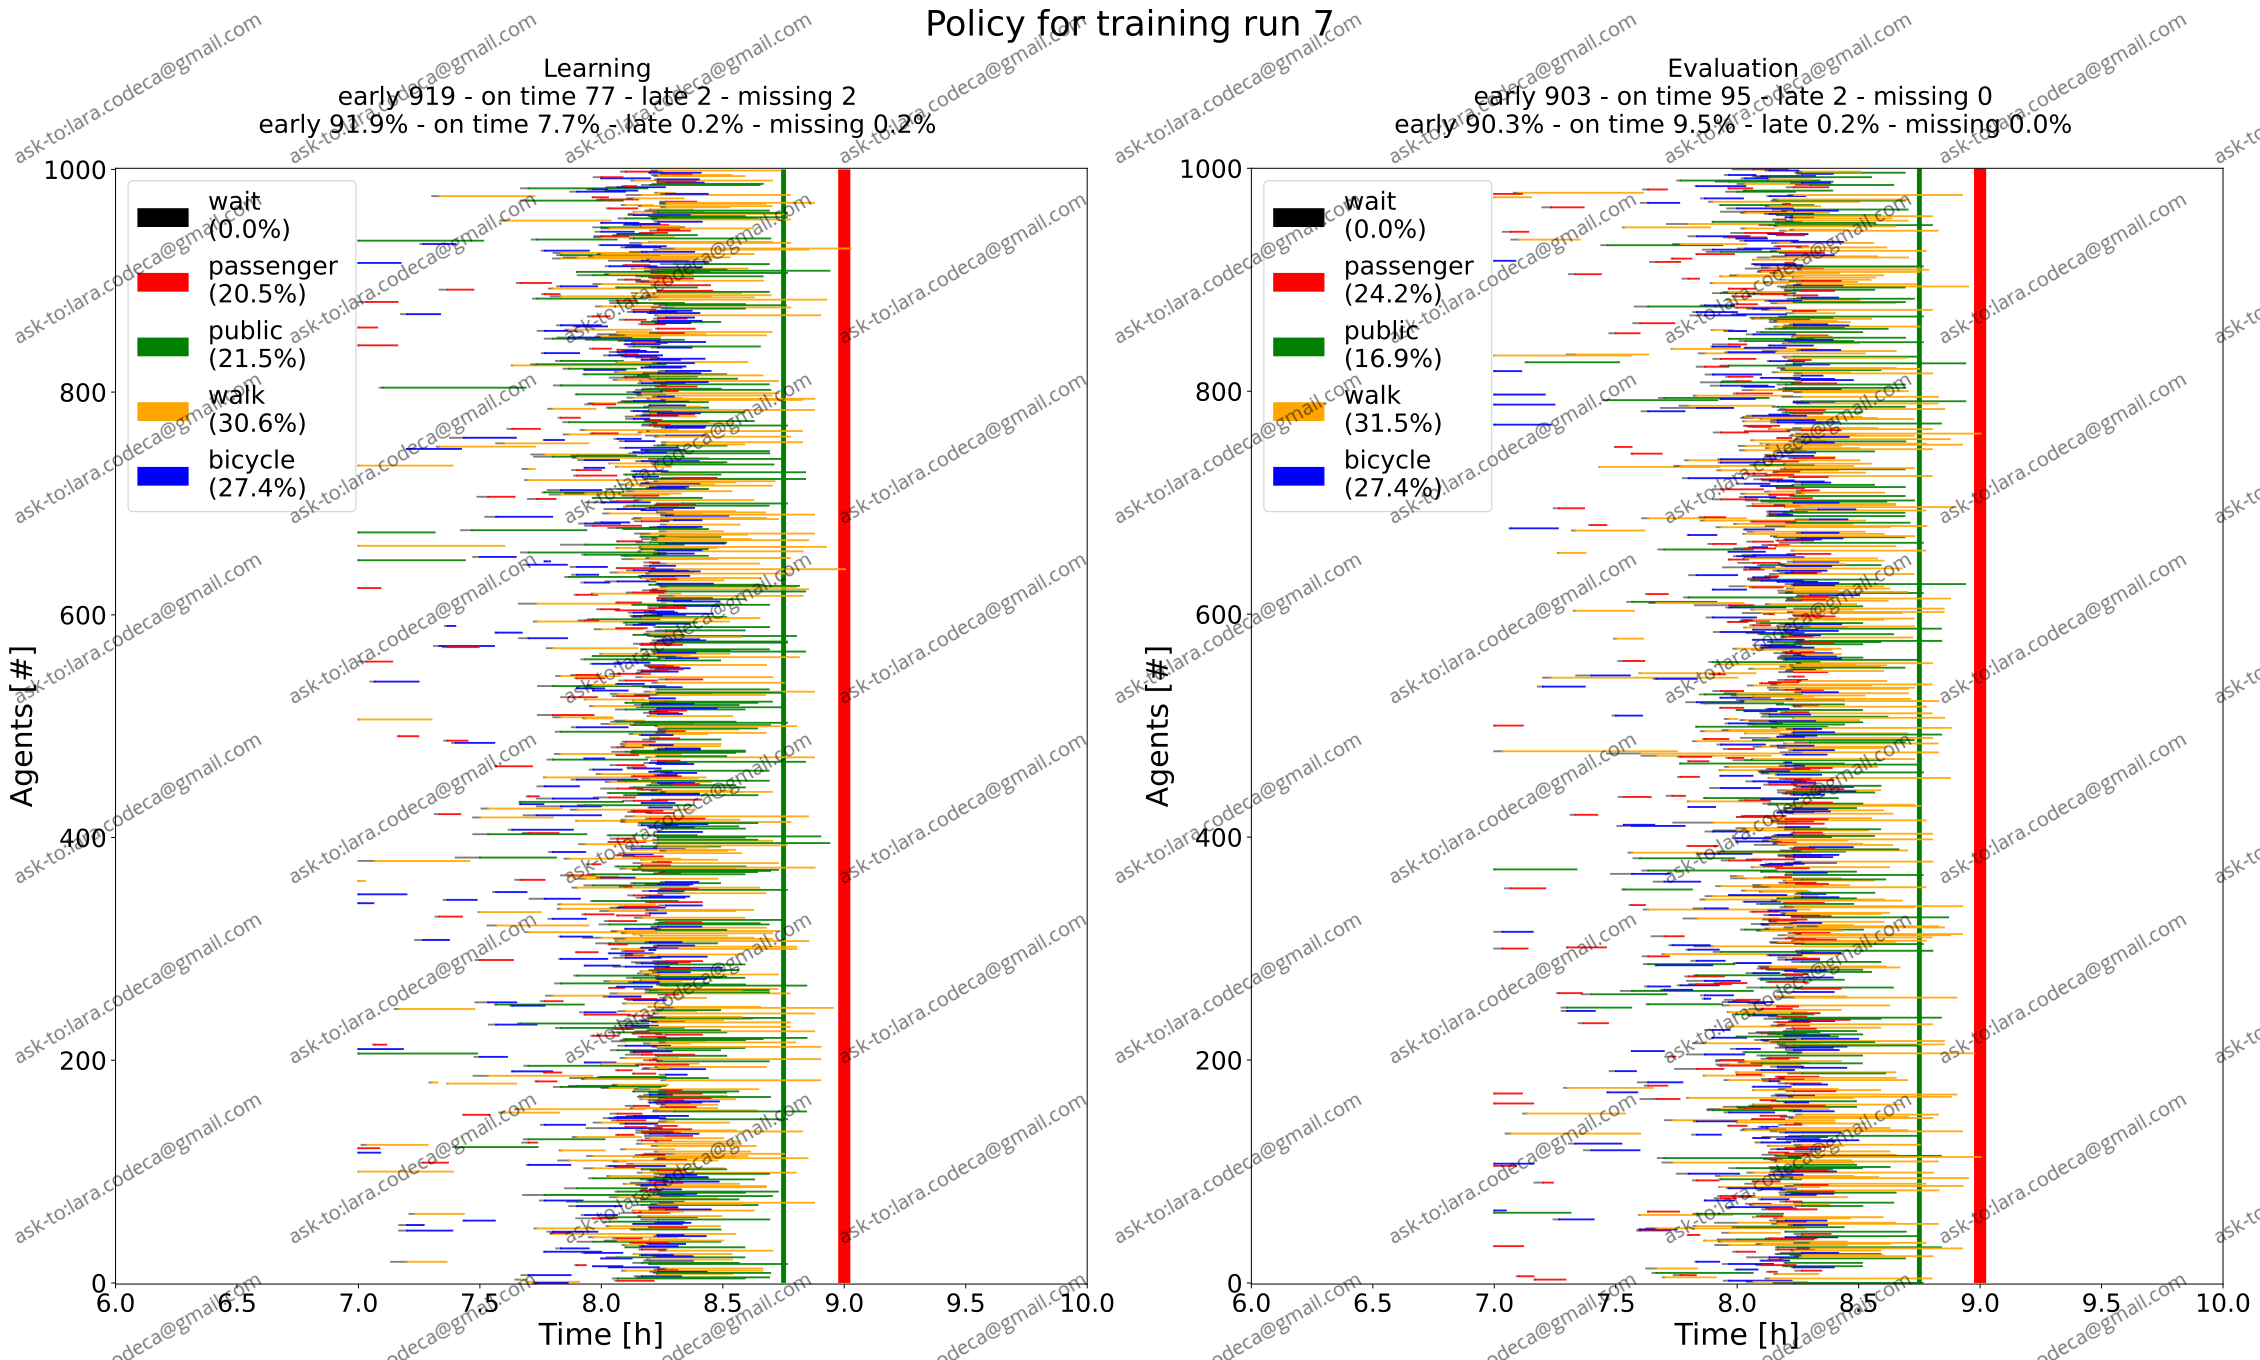 Policy for training run 7
Learning
early 919 - on time 77 - late 2 - missing 2
early 91.9% - on time 7.7% - late 0.2% - missing 0.2%
1000
800
600
400
200
0
Agents [#]
wait
(0.0%)
passenger
(20.5%)
public
(21.5%)
walk
(30.6%)
bicycle
(27.4%)
6.0 6.5 7.0 7.5 8.0 8.5 9.0 9.5 10.0
Time [h]
Evaluation
early 903 - on time 95 - late 2 - missing 0
early 90.3% - on time 9.5% - late 0.2% - missing 0.0%
1000
800
600
400
200
0
Agents [#]
wait
(0.0%)
passenger
(24.2%)
public
(16.9%)
walk
(31.5%)
bicycle
(27.4%)
6.0 6.5 7.0 7.5 8.0 8.5 9.0 9.5 10.0
Time [h]
ask-to:lara.codeca@gmail.com